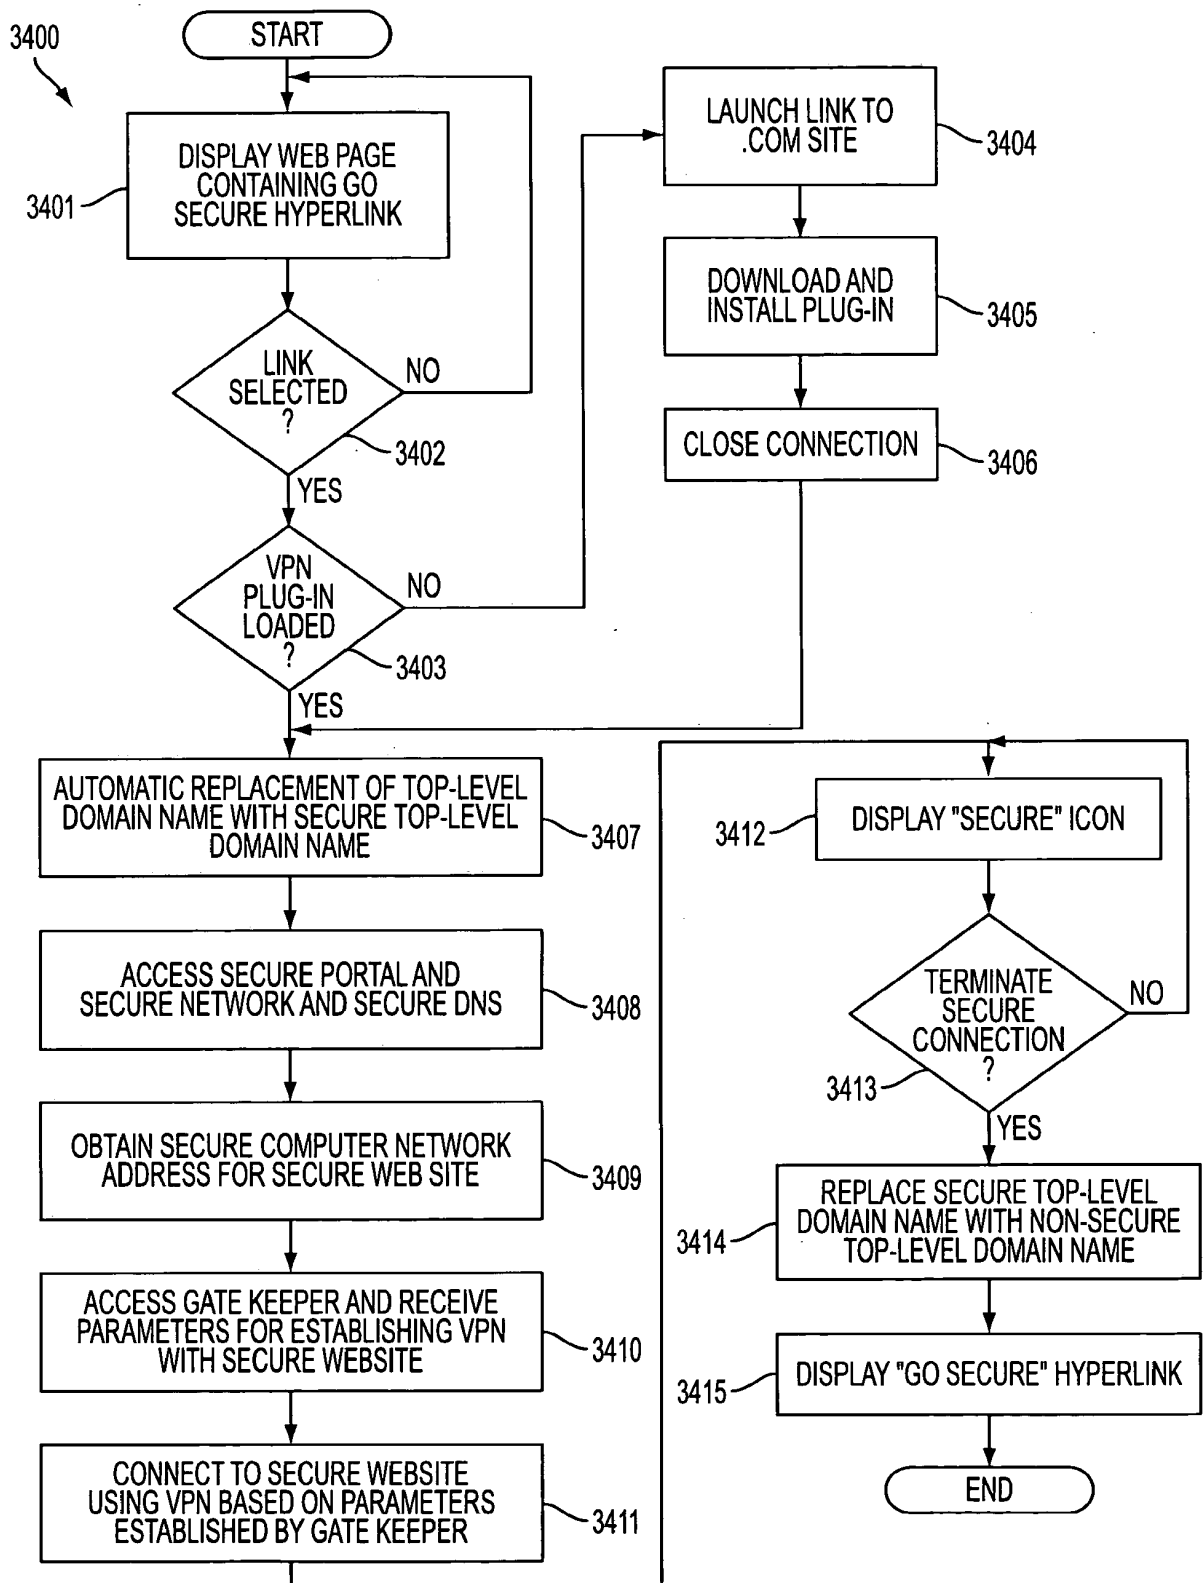 3400
START
DISPLAY WEB PAGE
CONTAINING GO
SECURE HYPERLINK
3401
LINK
SELECTED
?
NO
3402
YES
VPN
PLUG-IN
LOADED
?
NO
3403
YES
LAUNCH LINK TO
.COM SITE
3404
DOWNLOAD AND
INSTALL PLUG-IN
3405
CLOSE CONNECTION
3406
AUTOMATIC REPLACEMENT OF TOP-LEVEL
DOMAIN NAME WITH SECURE TOP-LEVEL
DOMAIN NAME
3407
ACCESS SECURE PORTAL AND
SECURE NETWORK AND SECURE DNS
3408
OBTAIN SECURE COMPUTER NETWORK
ADDRESS FOR SECURE WEB SITE
3409
ACCESS GATE KEEPER AND RECEIVE
PARAMETERS FOR ESTABLISHING VPN
WITH SECURE WEBSITE
3410
CONNECT TO SECURE WEBSITE
USING VPN BASED ON PARAMETERS
ESTABLISHED BY GATE KEEPER
3411
DISPLAY "SECURE" ICON
3412
TERMINATE
SECURE
CONNECTION
?
NO
3413
YES
REPLACE SECURE TOP-LEVEL
DOMAIN NAME WITH NON-SECURE
TOP-LEVEL DOMAIN NAME
3414
DISPLAY "GO SECURE" HYPERLINK
3415
END